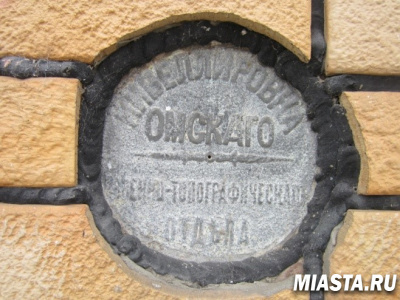 НИВЕЛЛИРОВКА
ОМСКАГО
ВОЕННО-ТОПОГРАФИЧЕСКАГО
ОТДѢЛА
MIASTA.RU